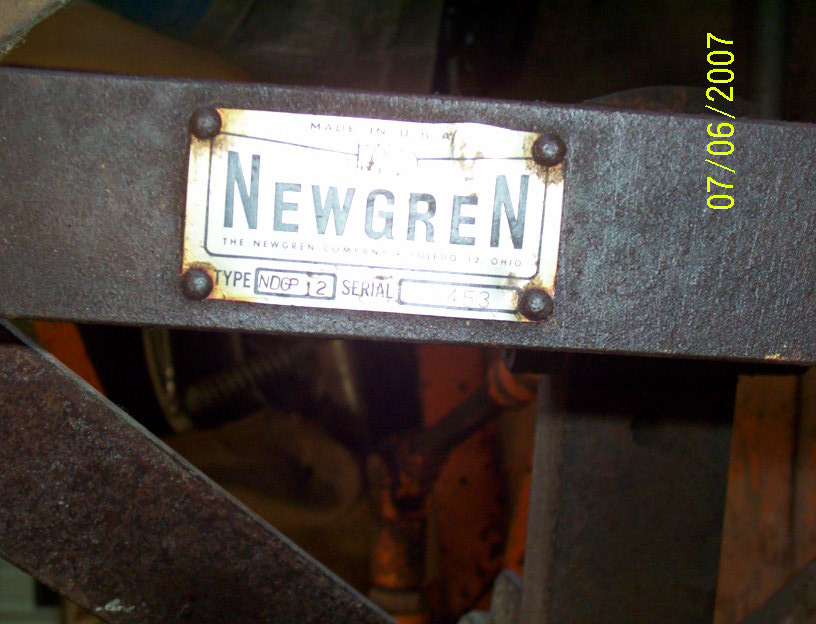 MADE IN U.S.A.
NEWGREN
THE NEWGREN COMPANY • TOLEDO 12, OHIO
TYPE NDGP 12 SERIAL 453
07/06/2007